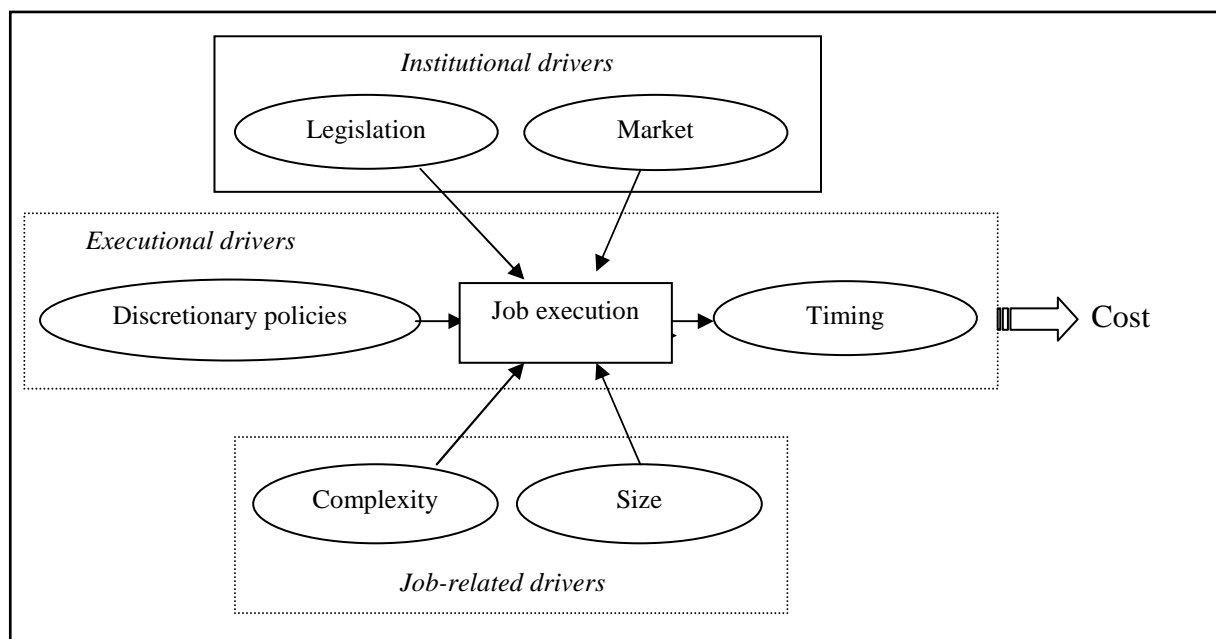 Institutional drivers
Legislation
Market
Executional drivers
Discretionary policies
Job execution
Timing
Cost
Complexity
Size
Job-related drivers